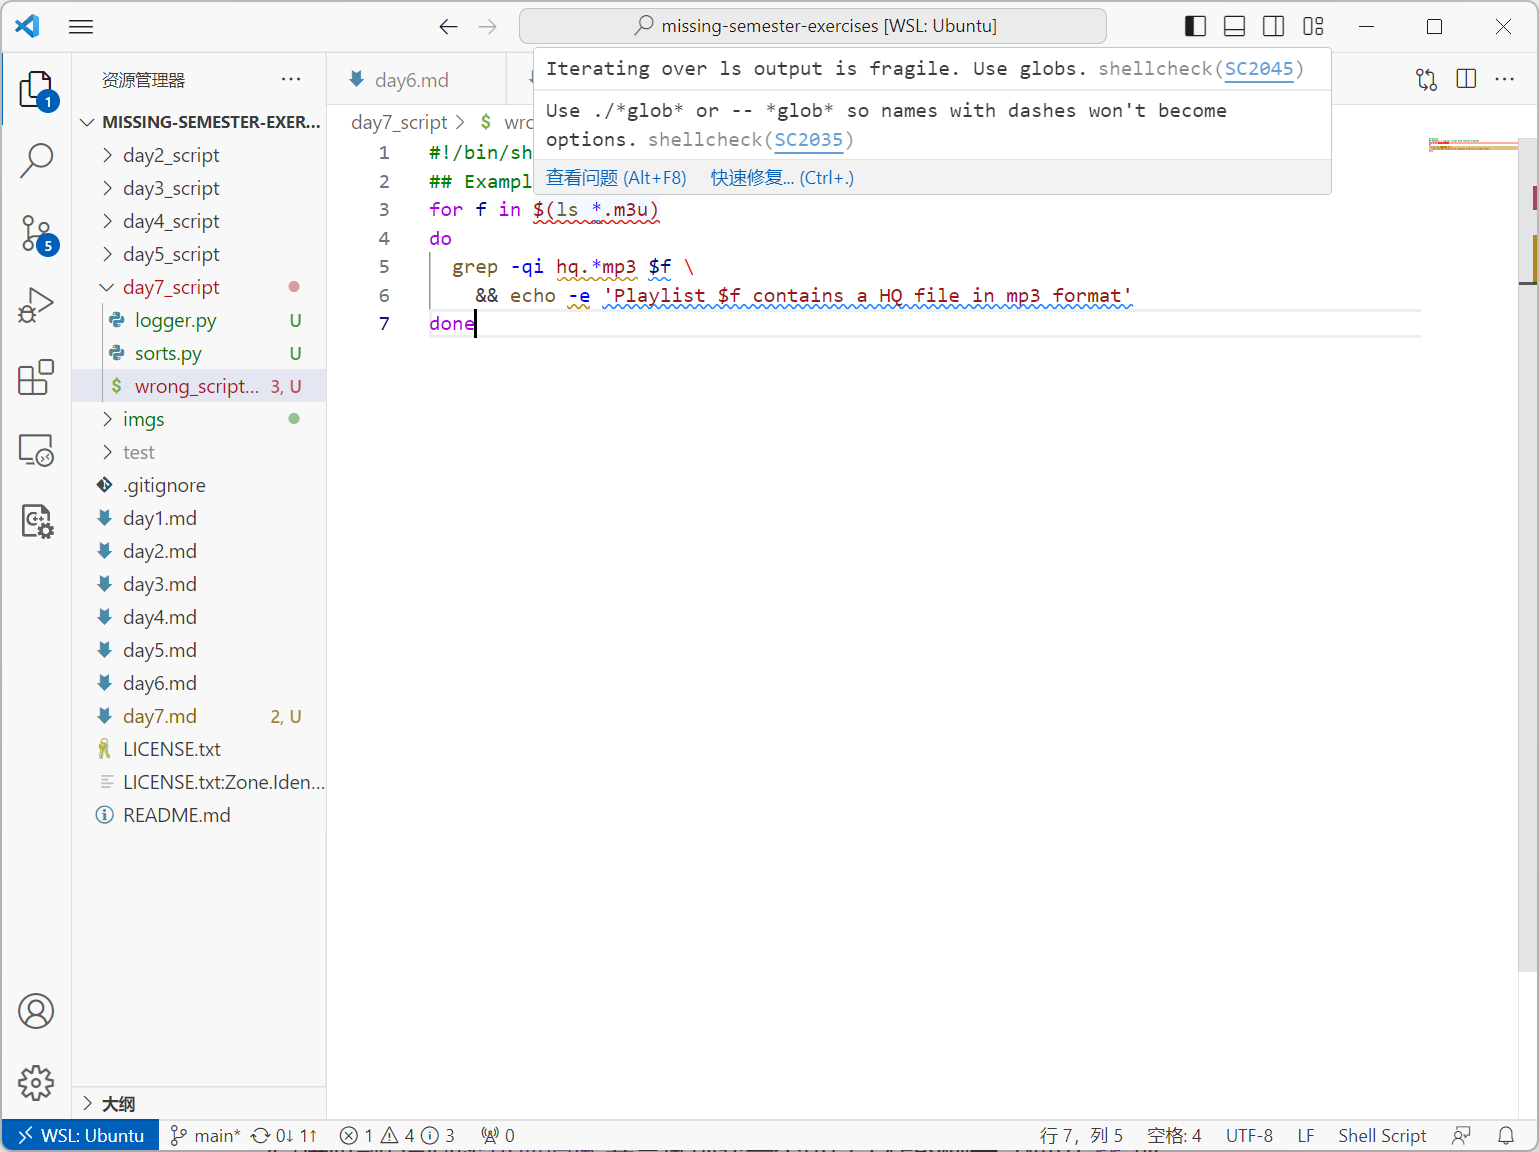 missing-semester-exercises [WSL: Ubuntu]
1
5
资源管理器
MISSING-SEMESTER-EXER...
day2_script
day3_script
day4_script
day5_script
day7_script
logger.py U
sorts.py U
$ wrong_script... 3, U
imgs
test
.gitignore
day1.md
day2.md
day3.md
day4.md
day5.md
day6.md
day7.md 2, U
LICENSE.txt
LICENSE.txt:Zone.Iden...
README.md
大纲
day6.md
Iterating over ls output is fragile. Use globs. shellcheck(SC2045)
Use ./*glob* or -- *glob* so names with dashes won't become
options. shellcheck(SC2035)
查看问题 (Alt+F8) 快速修复... (Ctrl+.)
day7_script > $ wro
1 #!/bin/sh
2 ## Exampl
3 for f in $(ls *.m3u)
4 do
5 grep -qi hq.*mp3 $f \
6 && echo -e 'Playlist $f contains a HQ file in mp3 format'
7 done
WSL: Ubuntu main* 0↓ 1↑ 1 4 3 0 行 7，列 5 空格: 4 UTF-8 LF Shell Script